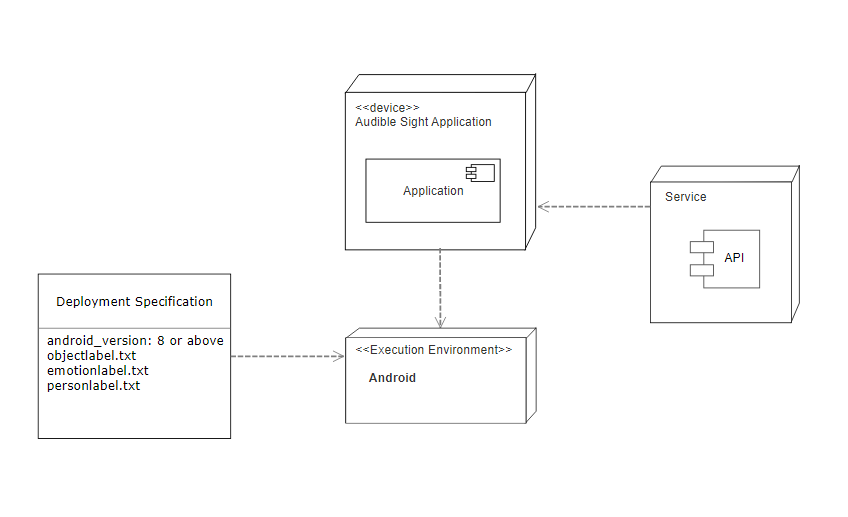 <<device>>
Audible Sight Application
Application
Service
API
Deployment Specification
android_version: 8 or above
objectlabel.txt
emotionlabel.txt
personlabel.txt
<<Execution Environment>>
Android